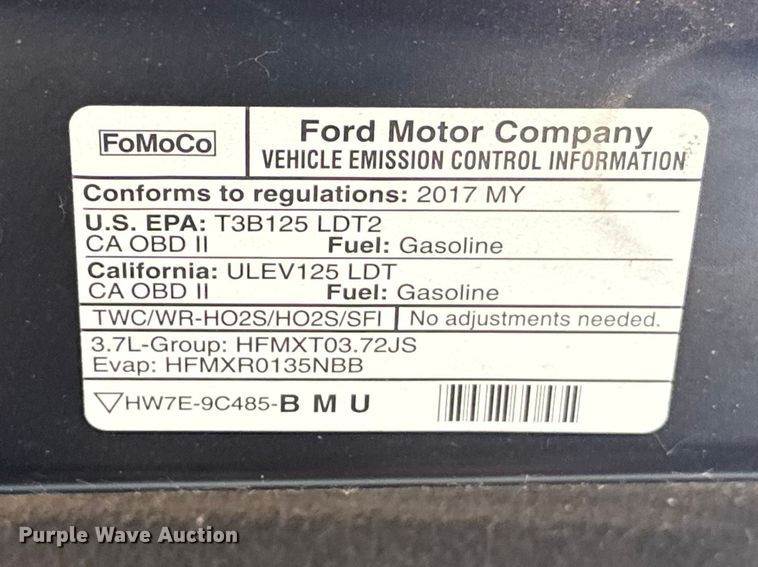 FoMoCo
Ford Motor Company
VEHICLE EMISSION CONTROL INFORMATION
Conforms to regulations: 2017 MY
U.S. EPA: T3B125 LDT2
CA OBD II Fuel: Gasoline
California: ULEV125 LDT
CA OBD II Fuel: Gasoline
TWC/WR-HO2S/HO2S/SFI No adjustments needed.
3.7L-Group: HFMXT03.72JS
Evap: HFMXR0135NBB
▽HW7E-9C485-B M U
Purple Wave Auction